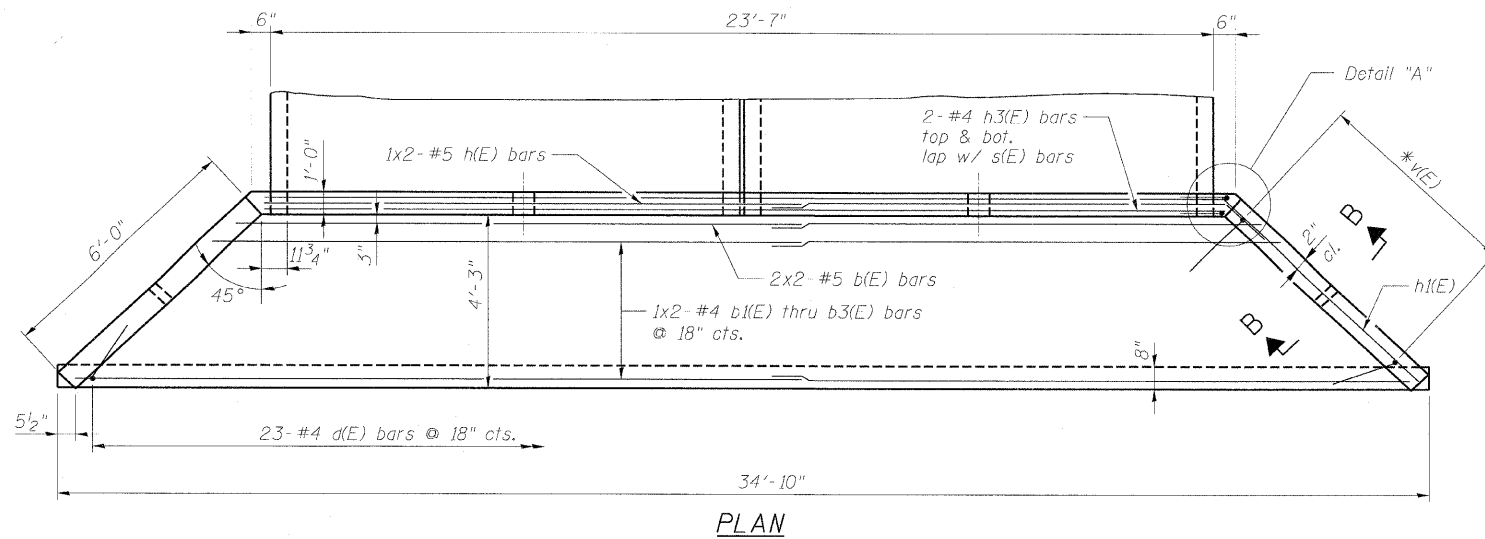 6"
23'-7"
6"
Detail "A"
2-#4 h3(E) bars
top & bot.
lap w/ s(E) bars
1x2-#5 h(E) bars
1'-0"
*v(E)
B
2"
cl.
6'-0"
3"
11¾"
45°
4'-3"
2x2-#5 b(E) bars
h1(E)
1x2-#4 b1(E) thru b3(E) bars
@ 18" cts.
B
8"
5½"
23-#4 d(E) bars @ 18" cts.
34'-10"
PLAN